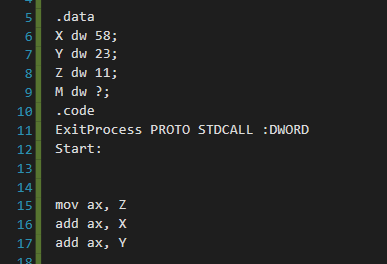 5 .data
6 X dw 58;
7 Y dw 23;
8 Z dw 11;
9 M dw ?;
10 .code
11 ExitProcess PROTO STDCALL :DWORD
12 Start:
13
14
15 mov ax, Z
16 add ax, X
17 add ax, Y
18